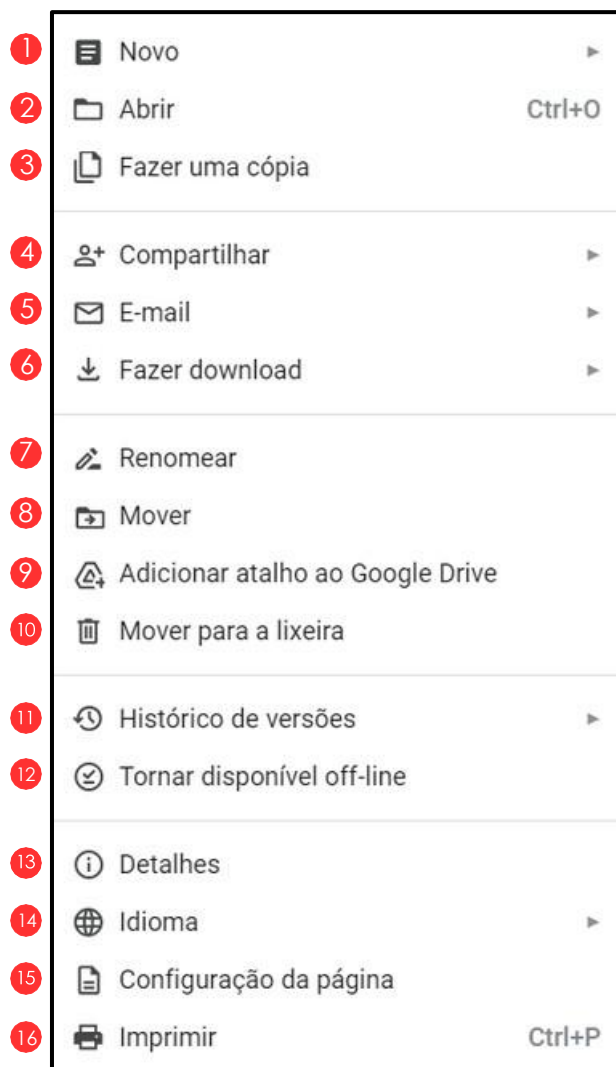 1 Novo ►
2 Abrir Ctrl+O
3 Fazer uma cópia
4 Compartilhar ►
5 E-mail ►
6 Fazer download ►
7 Renomear
8 Mover
9 Adicionar atalho ao Google Drive
10 Mover para a lixeira
11 Histórico de versões ►
12 Tornar disponível off-line
13 Detalhes
14 Idioma ►
15 Configuração da página
16 Imprimir Ctrl+P